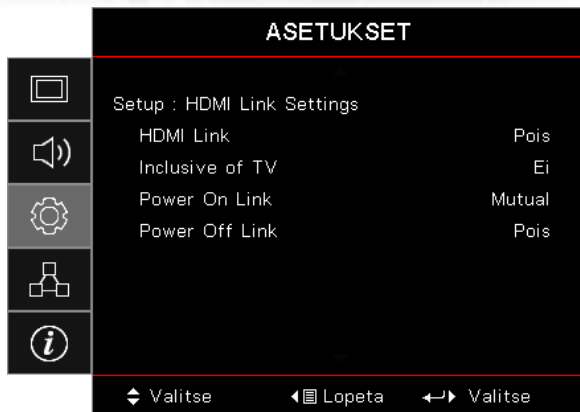 ASETUKSET
Setup : HDMI Link Settings
HDMI Link Pois
Inclusive of TV Ei
Power On Link Mutual
Power Off Link Pois
Valitse Lopeta Valitse